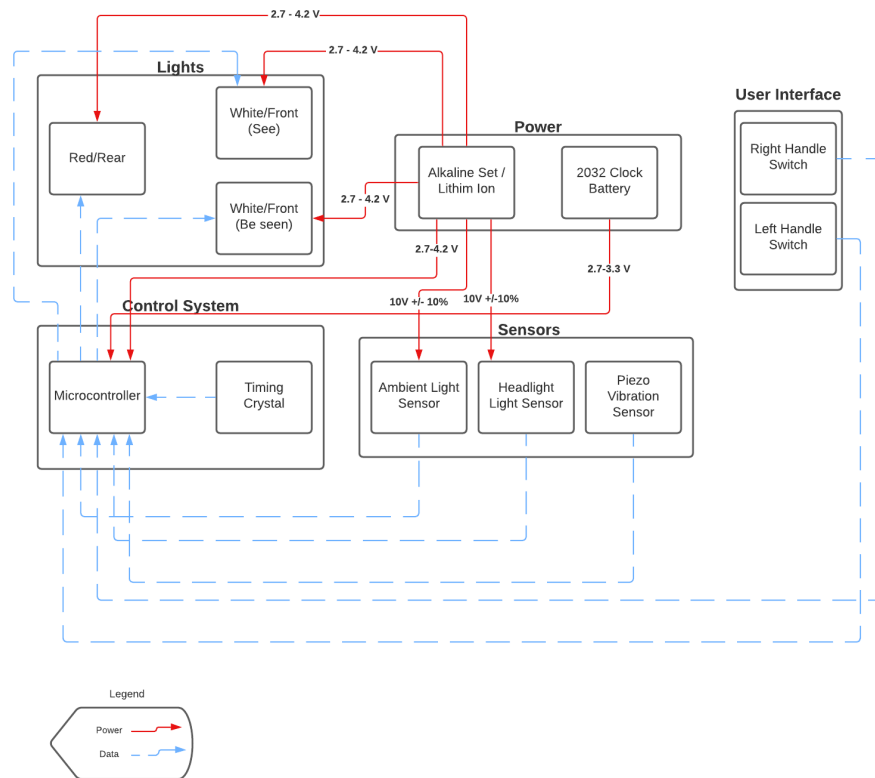 2.7 - 4.2 V
2.7 - 4.2 V
Lights
White/Front
(See)
Red/Rear
White/Front
(Be seen)
2.7 - 4.2 V
Power
Alkaline Set /
Lithim Ion
2032 Clock
Battery
User Interface
Right Handle
Switch
Left Handle
Switch
2.7-4.2 V
2.7-3.3 V
10V +/- 10%
10V +/-10%
Control System
Microcontroller
Timing
Crystal
Sensors
Ambient Light
Sensor
Headlight
Light Sensor
Piezo
Vibration
Sensor
Legend
Power
Data